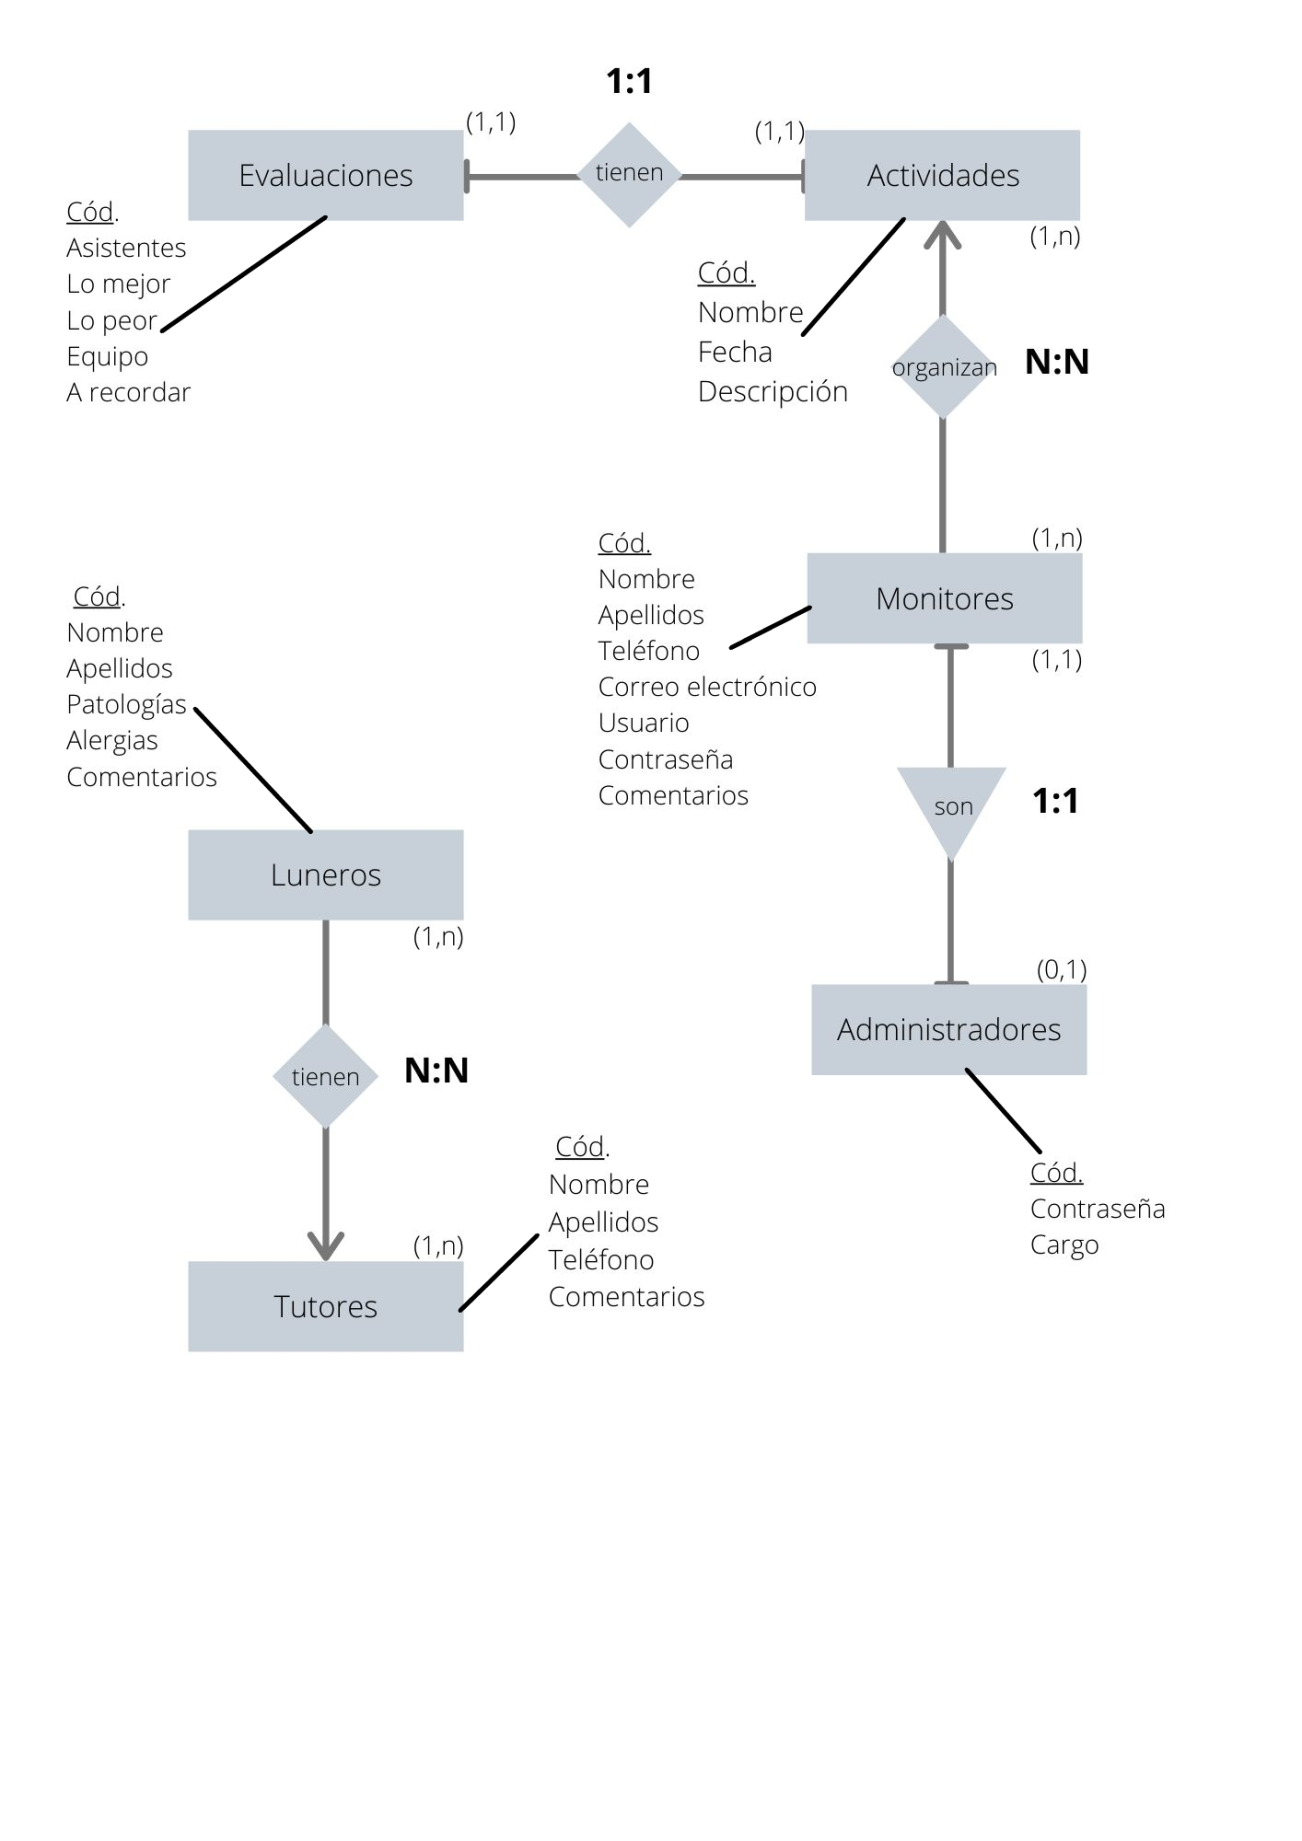 1:1
(1,1)
(1,1)
Evaluaciones
tienen
Actividades
Cód.
Asistentes
Lo mejor
Lo peor
Equipo
A recordar
(1,n)
Cód.
Nombre
Fecha
Descripción
organizan
N:N
(1,n)
Monitores
(1,1)
Cód.
Nombre
Apellidos
Teléfono
Correo electrónico
Usuario
Contraseña
Comentarios
Cód.
Nombre
Apellidos
Patologías
Alergias
Comentarios
son
1:1
Luneros
(1,n)
(0,1)
Administradores
tienen
N:N
Cód.
Nombre
Apellidos
Teléfono
Comentarios
Cód.
Contraseña
Cargo
(1,n)
Tutores